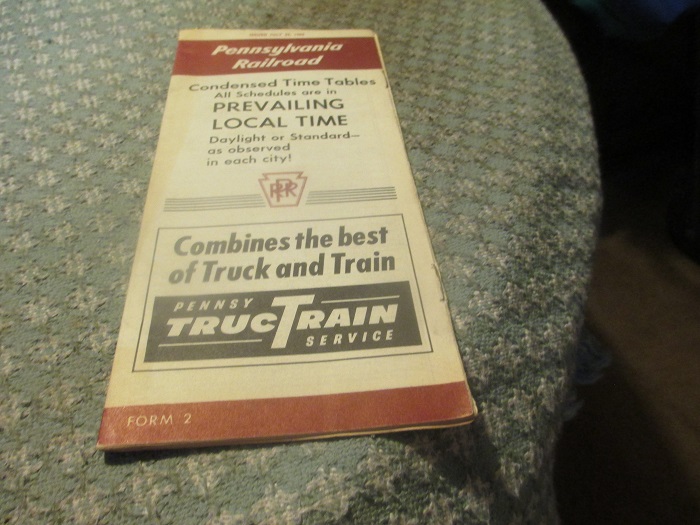 Pennsylvania
Railroad
Condensed Time Tables
All Schedules are in
PREVAILING
LOCAL TIME
Daylight or Standard—
as observed
in each city!
PRR
Combines the best
of Truck and Train
PENNSY
TRUCTRAIN
SERVICE
FORM 2